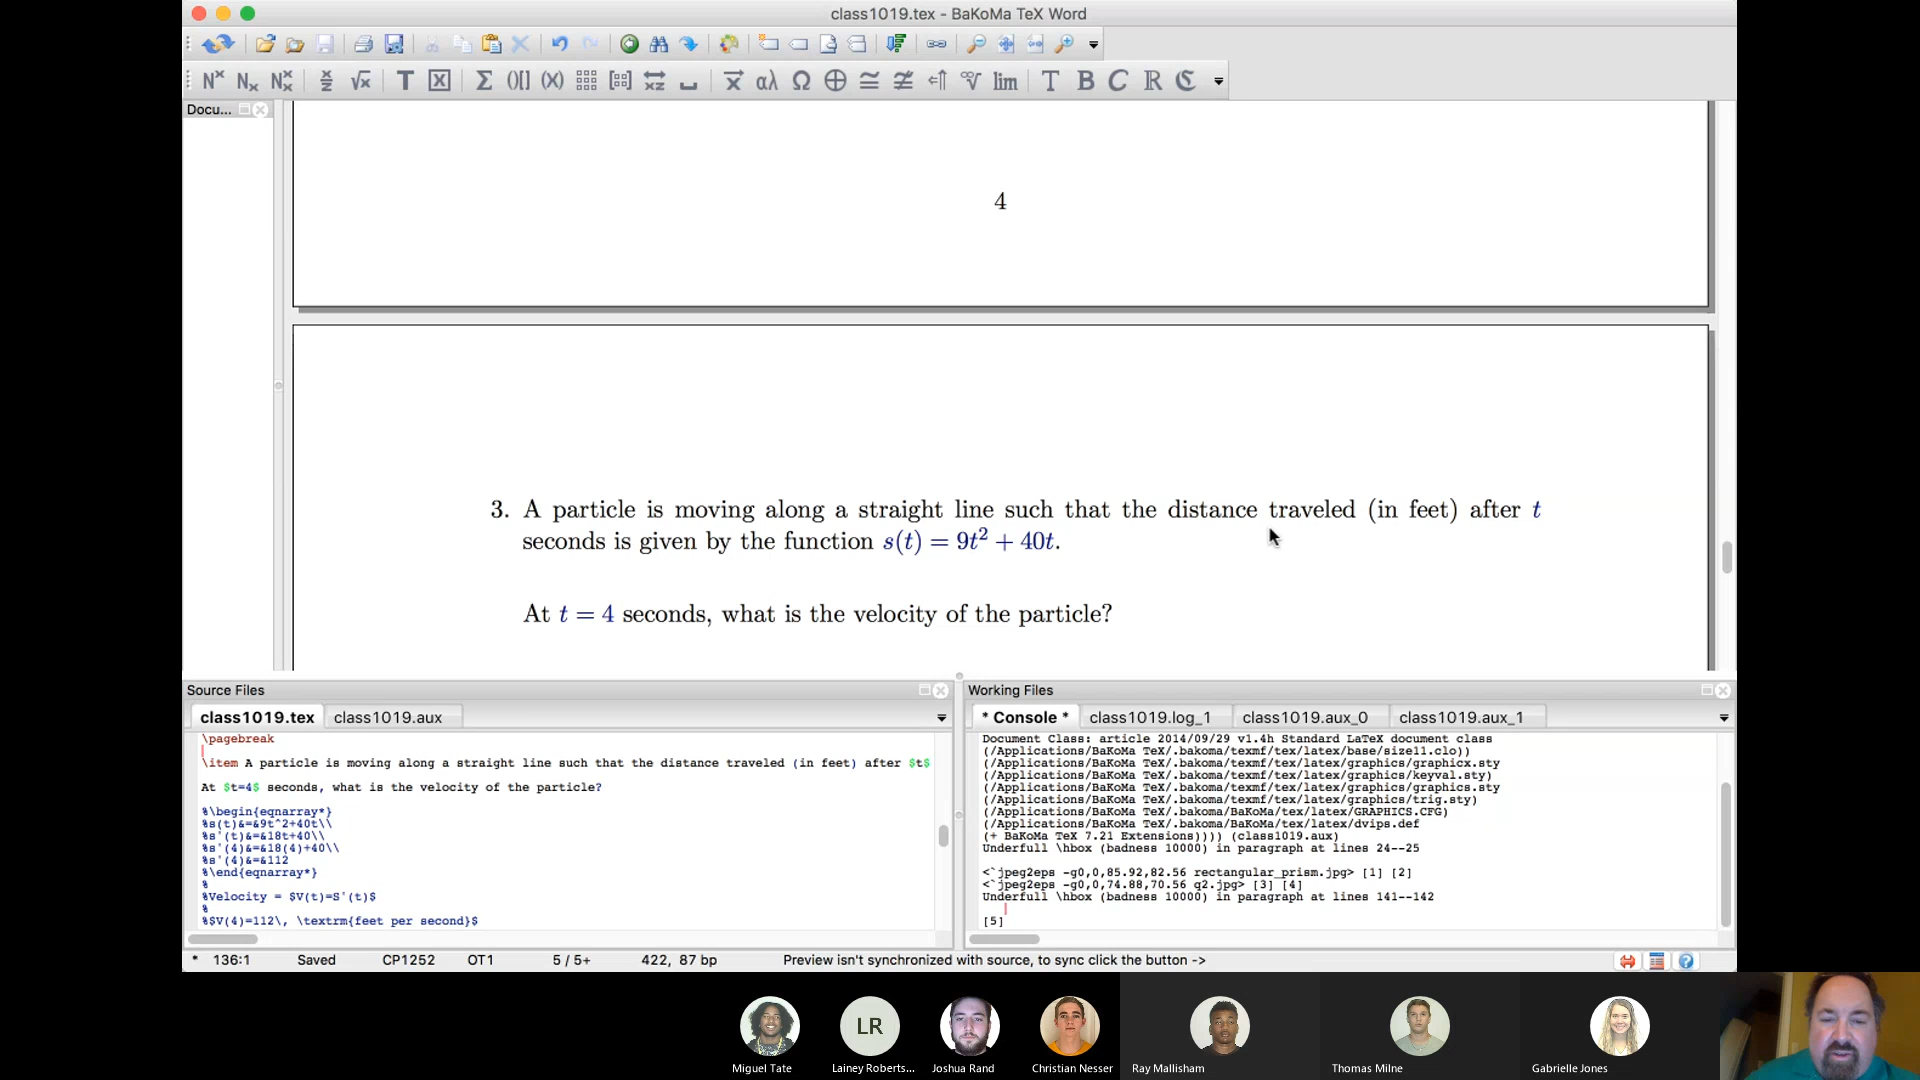 class1019.tex - BaKoMa TeX Word
Docu...
4
3. A particle is moving along a straight line such that the distance traveled (in feet) after t
seconds is given by the function s(t) = 9t² + 40t.
At t = 4 seconds, what is the velocity of the particle?
Source Files
class1019.tex class1019.aux
\pagebreak
\item A particle is moving along a straight line such that the distance traveled (in feet) after $t$
At $t=4$ seconds, what is the velocity of the particle?
%\begin{eqnarray*}
%s(t)&=&9t^2+40t\\
%s'(t)&=&18t+40\\
%s'(4)&=&18(4)+40\\
%s'(4)&=&112
%\end{eqnarray*}
%
%Velocity = $V(t)=S'(t)$
%
%$V(4)=112\, \textrm{feet per second}$
Working Files
* Console * class1019.log_1 class1019.aux_0 class1019.aux_1
Document Class: article 2014/09/29 v1.4h Standard LaTeX document class
(/Applications/BaKoMa TeX/.bakoma/texmf/tex/latex/base/size11.clo))
(/Applications/BaKoMa TeX/.bakoma/texmf/tex/latex/graphics/graphicx.sty
(/Applications/BaKoMa TeX/.bakoma/texmf/tex/latex/graphics/keyval.sty)
(/Applications/BaKoMa TeX/.bakoma/texmf/tex/latex/graphics/graphics.sty
(/Applications/BaKoMa TeX/.bakoma/texmf/tex/latex/graphics/trig.sty)
(/Applications/BaKoMa TeX/.bakoma/BaKoMa/tex/latex/GRAPHICS.CFG)
(/Applications/BaKoMa TeX/.bakoma/BaKoMa/tex/latex/dvips.def
(+ BaKoMa TeX 7.21 Extensions)))) (class1019.aux)
Underfull \hbox (badness 10000) in paragraph at lines 24--25
<`jpeg2eps -g0,0,85.92,82.56 rectangular_prism.jpg> [1] [2]
<`jpeg2eps -g0,0,74.88,70.56 q2.jpg> [3] [4]
Underfull \hbox (badness 10000) in paragraph at lines 141--142
[5]
* 136:1 Saved CP1252 OT1 5 / 5+ 422, 87 bp Preview isn't synchronized with source, to sync click the button ->
LR
Miguel Tate Lainey Roberts... Joshua Rand Christian Nesser Ray Mallisham Thomas Milne Gabrielle Jones